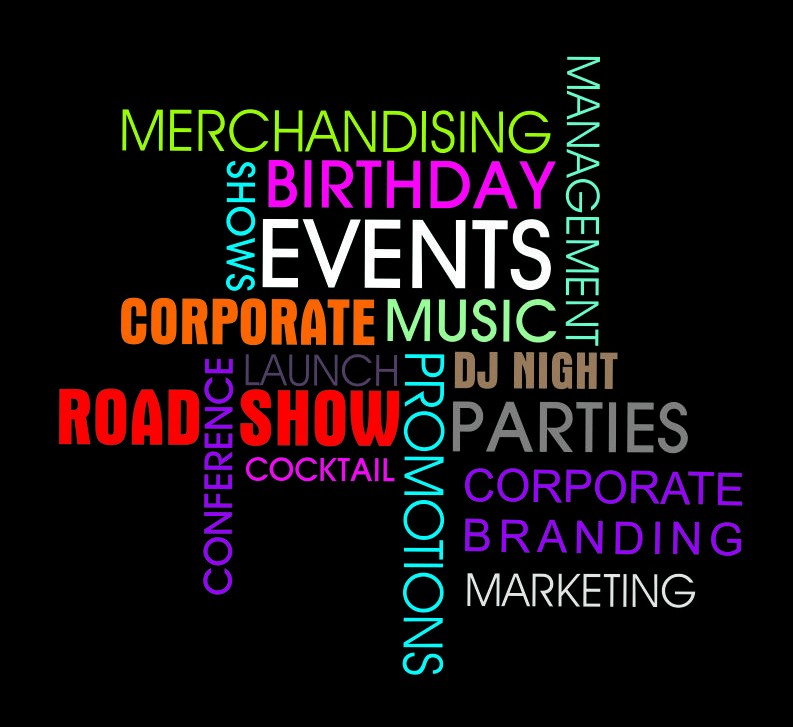 MANAGEMENT
MERCHANDISING
SHOWS
BIRTHDAY
EVENTS
CORPORATE
MUSIC
CONFERENCE
LAUNCH
PROMOTIONS
DJ NIGHT
ROAD SHOW
PARTIES
COCKTAIL
CORPORATE
BRANDING
MARKETING